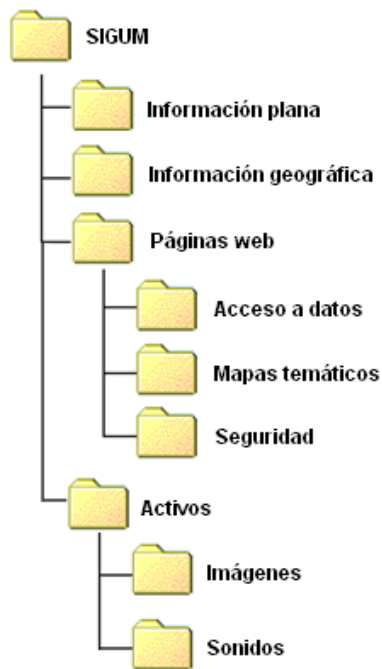 SIGUM
Información plana
Información geográfica
Páginas web
Acceso a datos
Mapas temáticos
Seguridad
Activos
Imágenes
Sonidos